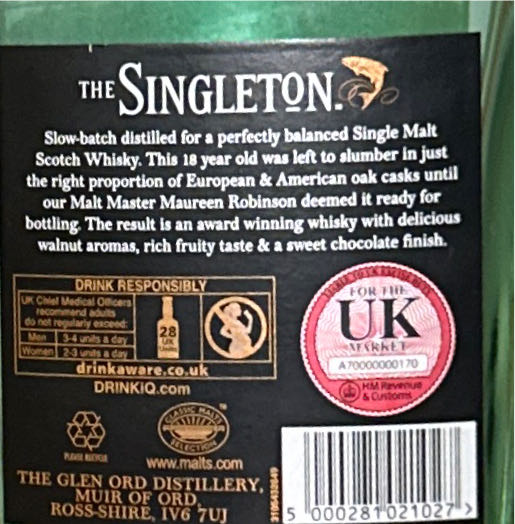 THE SINGLETON.
Slow-batch distilled for a perfectly balanced Single Malt
Scotch Whisky. This 18 year old was left to slumber in just
the right proportion of European & American oak casks until
our Malt Master Maureen Robinson deemed it ready for
bottling. The result is an award winning whisky with delicious
walnut aromas, rich fruity taste & a sweet chocolate finish.
DRINK RESPONSIBLY
UK Chief Medical Officers
recommend adults
do not regularly exceed:
Men 3-4 units a day
Women 2-3 units a day
28
UK
Units
drinkaware.co.uk
DRINKiQ.com
FOR THE
UK
MARKET
A70000000170
HM Revenue
& Customs
PLEASE RECYCLE
CLASSIC MALTS
SELECTION
TM
www.malts.com
THE GLEN ORD DISTILLERY,
MUIR OF ORD,
ROSS-SHIRE, IV6 7UJ
5 000281 021027 >